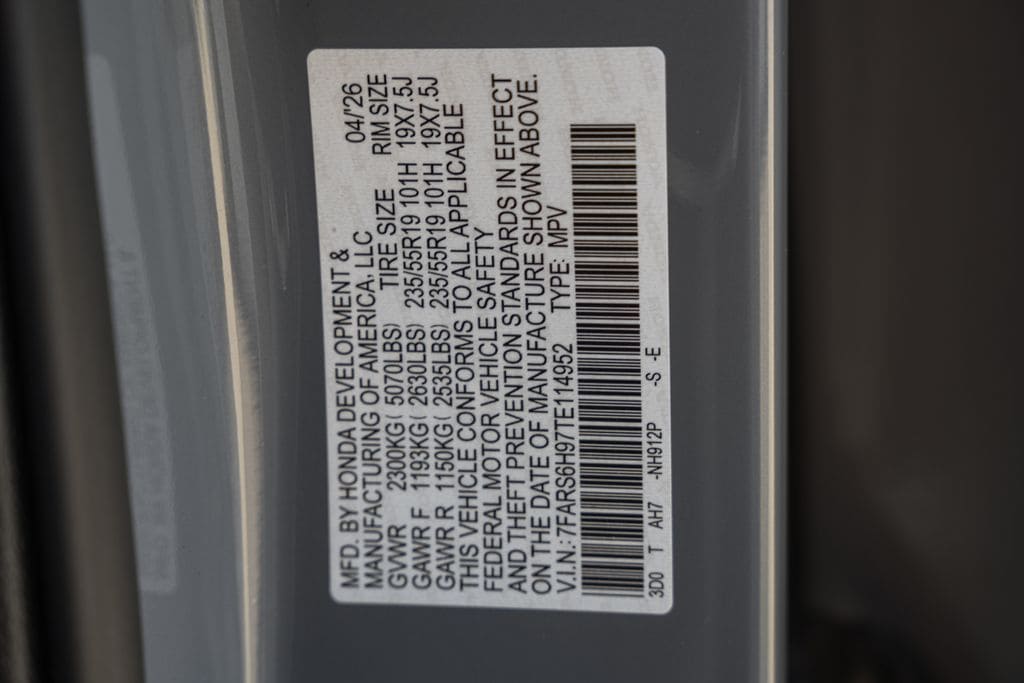 MFD. BY HONDA DEVELOPMENT &
MANUFACTURING OF AMERICA, LLC 04/26
GVWR 2300KG( 5070LBS) TIRE SIZE RIM SIZE
GAWR F 1193KG( 2630LBS) 235/55R19 101H 19X7.5J
GAWR R 1150KG( 2535LBS) 235/55R19 101H 19X7.5J
THIS VEHICLE CONFORMS TO ALL APPLICABLE
FEDERAL MOTOR VEHICLE SAFETY
AND THEFT PREVENTION STANDARDS IN EFFECT
ON THE DATE OF MANUFACTURE SHOWN ABOVE.
V.I.N.: 7FARS6H97TE114952 TYPE: MPV
3D0 T AH7 -NH912P -S -E